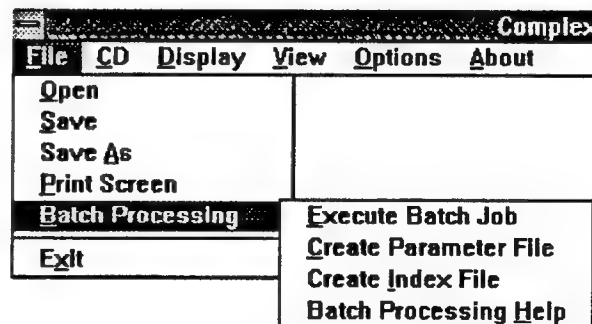 Complex
File CD Display View Options About
Open
Save
Save As
Print Screen
Batch Processing
Exit
Execute Batch Job
Create Parameter File
Create Index File
Batch Processing Help